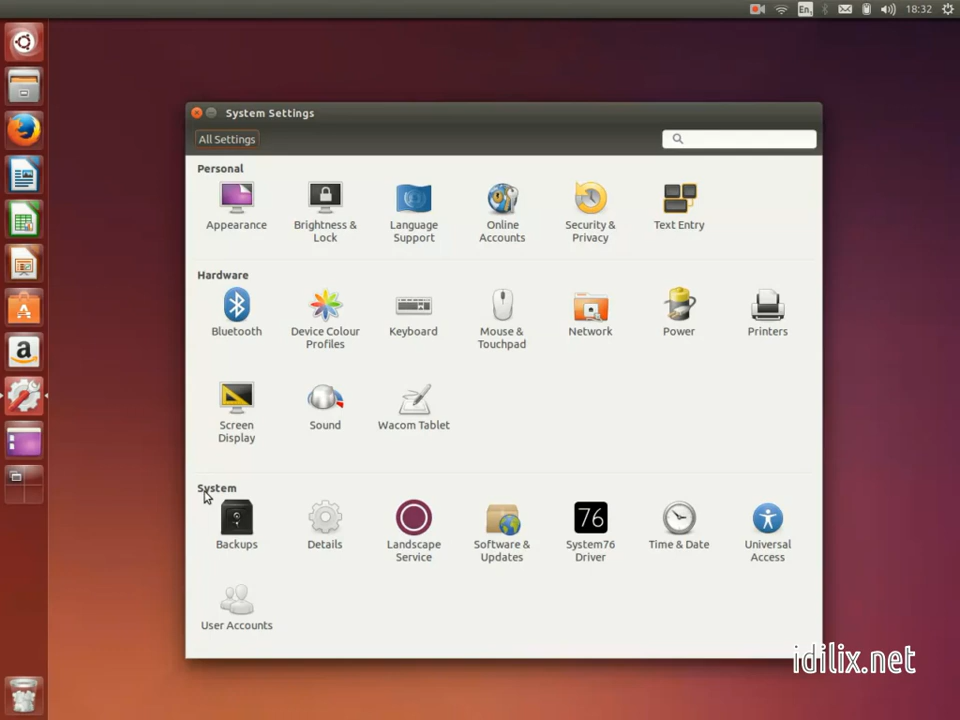 En
18:32
System Settings
All Settings
Personal
Appearance
Brightness &
Lock
Language
Support
Online
Accounts
Security &
Privacy
Text Entry
Hardware
Bluetooth
Device Colour
Profiles
Keyboard
Mouse &
Touchpad
Network
Power
Printers
Screen
Display
Sound
Wacom Tablet
System
Backups
Details
Landscape
Service
Software &
Updates
76
System76
Driver
Time & Date
Universal
Access
User Accounts
a
idilix.net